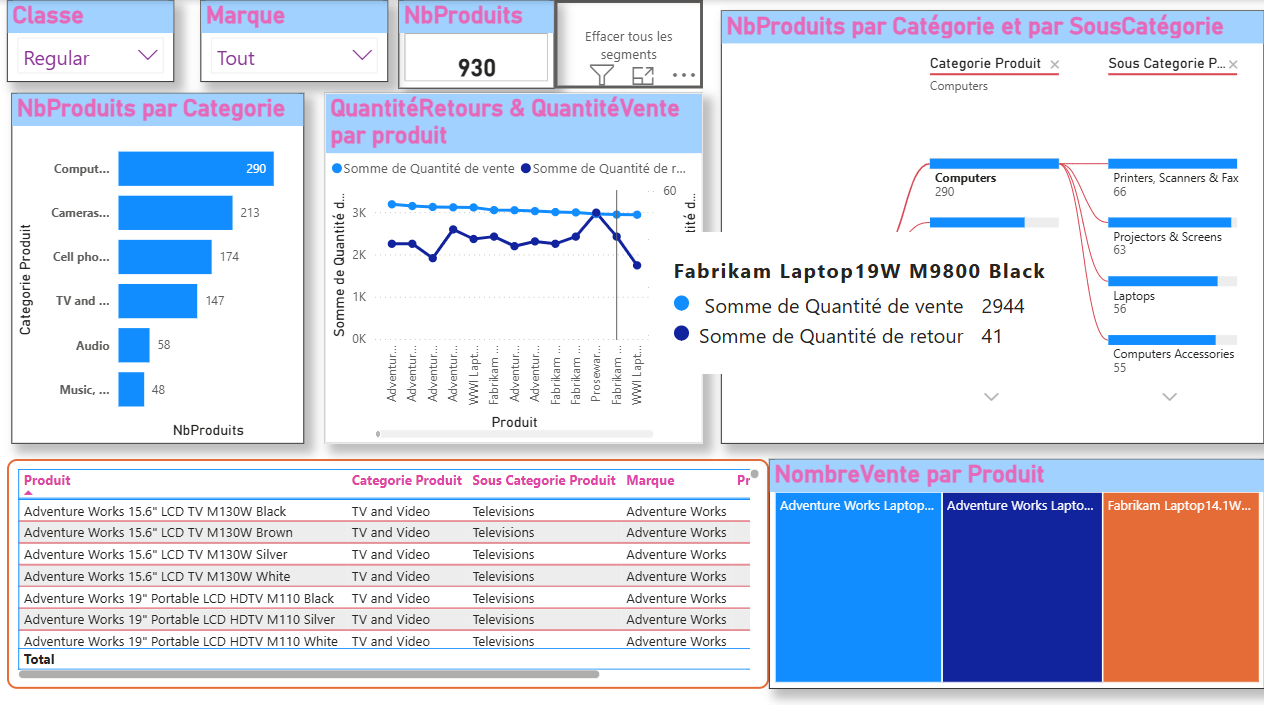 Classe
Regular
Marque
Tout
NbProduits
930
Effacer tous les
segments
NbProduits par Catégorie et par SousCatégorie
Categorie Produit
Computers
Sous Categorie P...
Computers
290
Printers, Scanners & Fax
66
Projectors & Screens
63
Laptops
56
Computers Accessories
55
NbProduits par Categorie
Categorie Produit
Comput...
290
Cameras...
213
Cell pho...
174
TV and ...
147
Audio
58
Music, ...
48
NbProduits
QuantitéRetours & QuantitéVente
par produit
Somme de Quantité de vente
Somme de Quantité de r...
Somme de Quantité d...
3K
2K
1K
0K
60
Adventur...
Adventur...
Adventur...
Adventur...
WWI Lapt...
Fabrikam ...
Adventur...
Adventur...
Fabrikam ...
Fabrikam ...
Prosewar...
Fabrikam ...
WWI Lapt...
Produit
Fabrikam Laptop19W M9800 Black
Somme de Quantité de vente 2944
Somme de Quantité de retour 41
Produit Categorie Produit Sous Categorie Produit Marque Pr
Adventure Works 15.6" LCD TV M130W Black TV and Video Televisions Adventure Works
Adventure Works 15.6" LCD TV M130W Brown TV and Video Televisions Adventure Works
Adventure Works 15.6" LCD TV M130W Silver TV and Video Televisions Adventure Works
Adventure Works 15.6" LCD TV M130W White TV and Video Televisions Adventure Works
Adventure Works 19" Portable LCD HDTV M110 Black TV and Video Televisions Adventure Works
Adventure Works 19" Portable LCD HDTV M110 Silver TV and Video Televisions Adventure Works
Adventure Works 19" Portable LCD HDTV M110 White TV and Video Televisions Adventure Works
Total
NombreVente par Produit
Adventure Works Laptop...
Adventure Works Lapto...
Fabrikam Laptop14.1W...